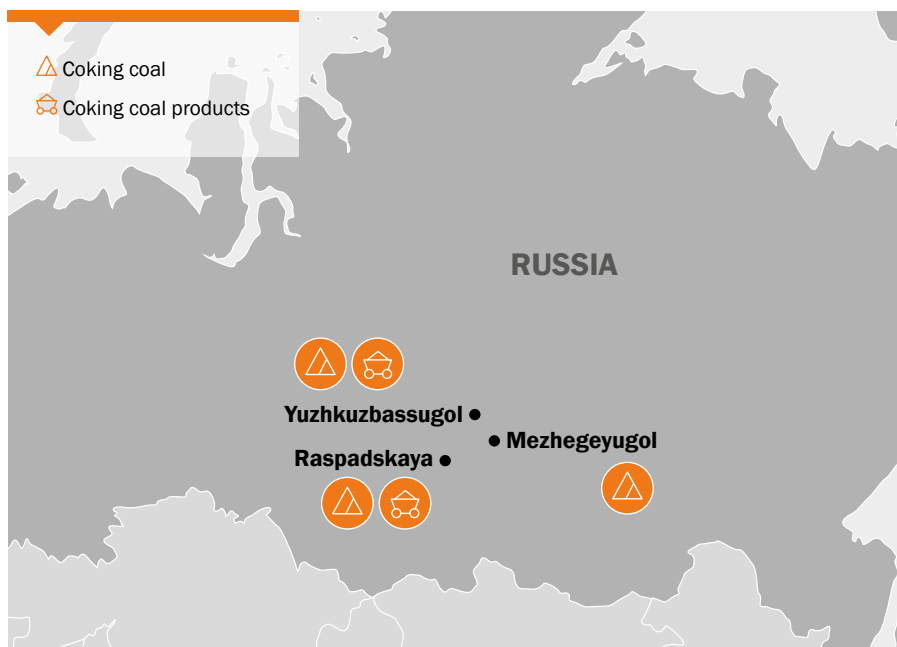 Coking coal
Coking coal products
RUSSIA
Yuzhkuzbassugol
Mezhegeyugol
Raspadskaya